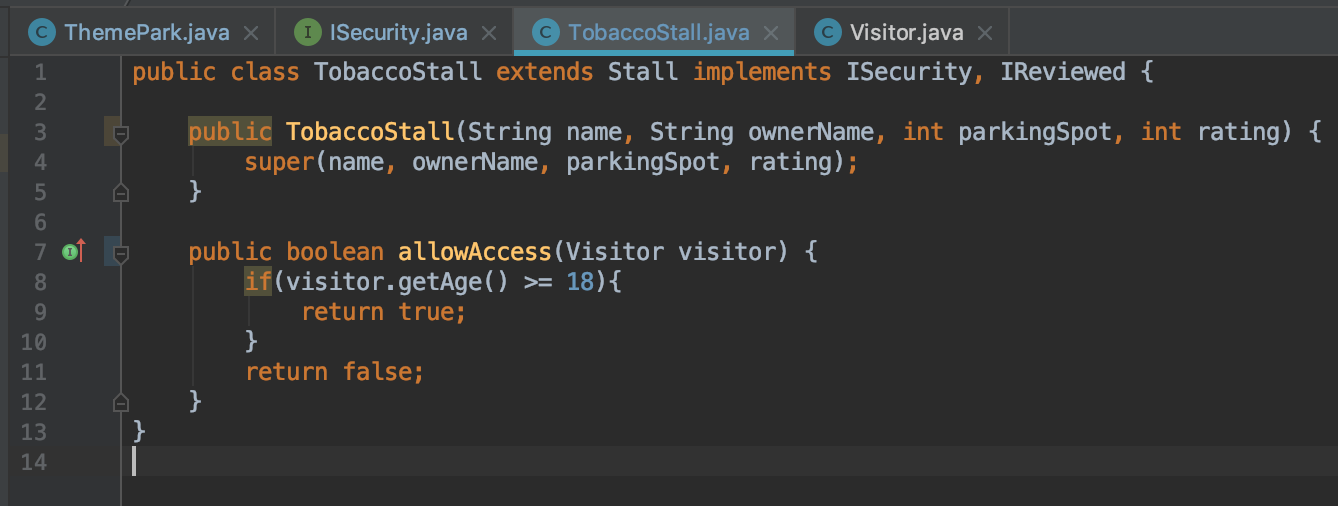 C ThemePark.java × I ISecurity.java × C TobaccoStall.java × C Visitor.java ×
1 public class TobaccoStall extends Stall implements ISecurity, IReviewed {
2
3     public TobaccoStall(String name, String ownerName, int parkingSpot, int rating) {
4         super(name, ownerName, parkingSpot, rating);
5     }
6
7 I     public boolean allowAccess(Visitor visitor) {
8         if(visitor.getAge() >= 18){
9             return true;
10         }
11         return false;
12     }
13 }
14